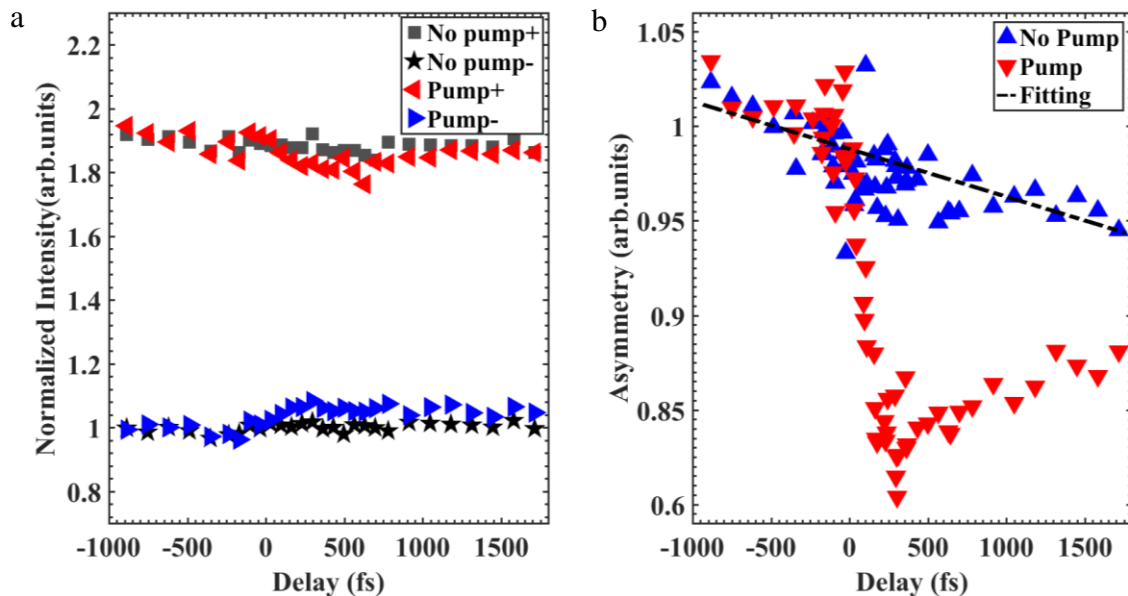 a
Normalized Intensity(arb.units)
2.2
2
1.8
1.6
1.4
1.2
1
0.8
-1000
-500
0
500
1000
1500
Delay (fs)
No pump+
No pump-
Pump+
Pump-
b
Asymmetry (arb.units)
1.05
1
0.95
0.9
0.85
0.6
-1000
-500
0
500
1000
1500
Delay (fs)
No Pump
Pump
Fitting